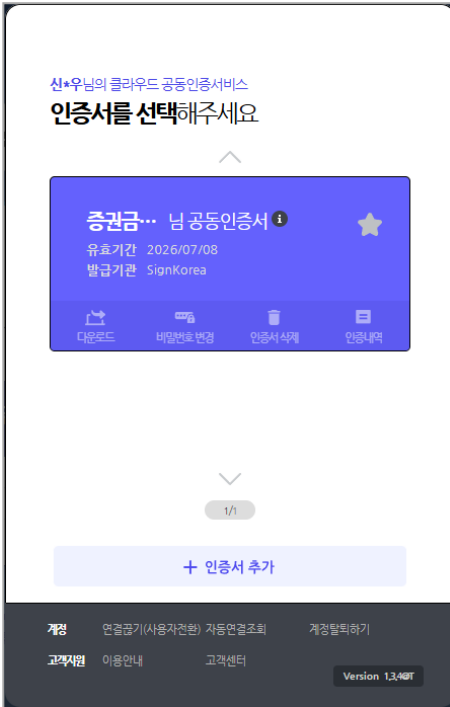 신*우님의 클라우드 공동인증서비스
인증서를 선택해주세요
증권금… 님 공동인증서
유효기간 2026/07/08
발급기관 SignKorea
다운로드 비밀번호 변경 인증서 삭제 인증내역
1/1
+ 인증서 추가
계정 연결끊기(사용자전환) 자동연결조회 계정탈퇴하기
고객지원 이용안내 고객센터
Version